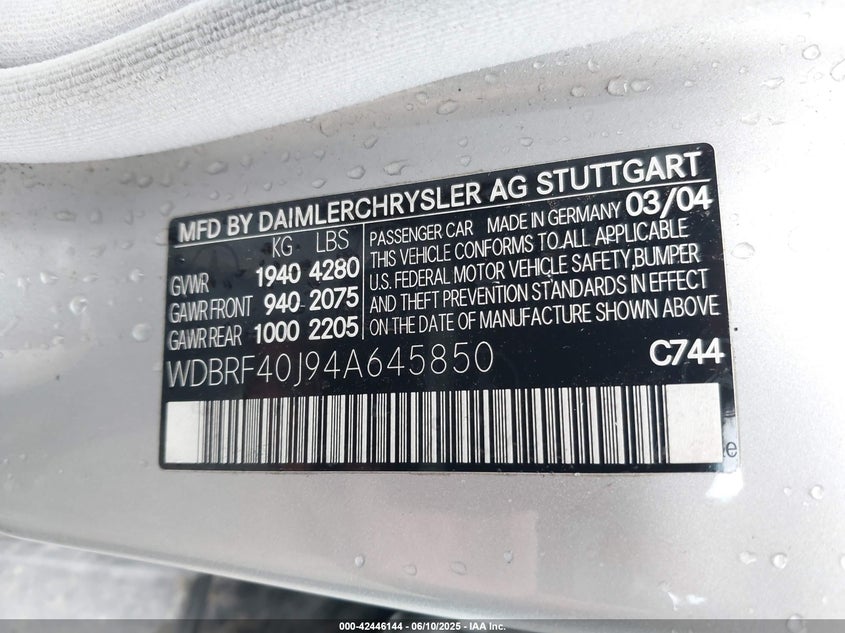 MFD BY DAIMLERCHRYSLER AG STUTTGART
KG LBS
GVWR 1940 4280
GAWR FRONT 940 2075
GAWR REAR 1000 2205
PASSENGER CAR MADE IN GERMANY 03/04
THIS VEHICLE CONFORMS TO ALL APPLICABLE
U.S. FEDERAL MOTOR VEHICLE SAFETY, BUMPER
AND THEFT PREVENTION STANDARDS IN EFFECT
ON THE DATE OF MANUFACTURE SHOWN ABOVE
WDBRF40J94A645850
C744
000-42446144 - 06/10/2025 - IAA Inc.